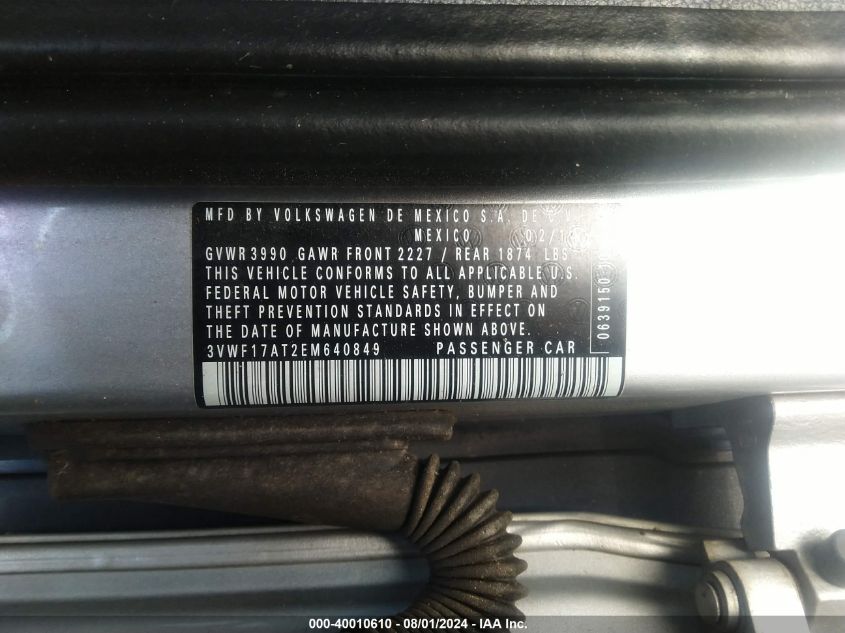 MFD BY VOLKSWAGEN DE MEXICO S.A. DE
MEXICO
GVWR 3990 GAWR FRONT 2227 / REAR 1874 LBS
THIS VEHICLE CONFORMS TO ALL APPLICABLE U.S.
FEDERAL MOTOR VEHICLE SAFETY, BUMPER AND
THEFT PREVENTION STANDARDS IN EFFECT ON
THE DATE OF MANUFACTURE SHOWN ABOVE.
3VWF17AT2EM640849 PASSENGER CAR
000-40010610 - 08/01/2024 - IAA Inc.